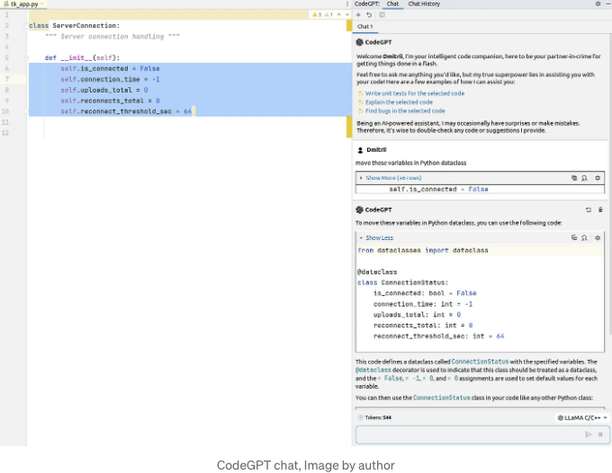 tk_app.py
1
2
3
4
5
6
7
8
9
10
11
12
class ServerConnection:
""" Server connection handling """
def __init__(self):
self.is_connected = False
self.connection.time = -1
self.uploads_total = 0
self.reconnects_total = 0
self.reconnect_threshold_sec = 64
CodeGPT: Chat Chat History
Chat 1
CodeGPT
Welcome Dmitrii, I'm your intelligent code companion, here to be your partner-in-crime for
getting things done in a flash.
Feel free to ask me anything you'd like, but my true superpower lies in assisting you with
your code! Here are a few examples of how I can assist you:
Write unit tests for the selected code
Explain the selected code
Find bugs in the selected code
Being an AI-powered assistant, I may occasionally have surprises or make mistakes.
Therefore, it's wise to double-check any code or suggestions I provide.
Dmitrii
move these variables in Python dataclass
Show More (+6 rows)
self.is_connected = False
CodeGPT
To move these variables in Python dataclass, you can use the following code:
Show Less
from dataclasses import dataclass
@dataclass
class ConnectionStatus:
is_connected: bool = False
connection_time: int = -1
uploads_total: int = 0
reconnects_total: int = 0
reconnect_threshold_sec: int = 64
This code defines a dataclass called ConnectionStatus with the specified variables. The
@dataclass decorator is used to indicate that this class should be treated as a dataclass,
and the = False, = -1, = 0, and = 0 assignments are used to set default values for each
variable.
You can then use the ConnectionStatus class in your code like any other Python class:
Tokens: 544
LLaMA C/C++
CodeGPT chat, Image by author